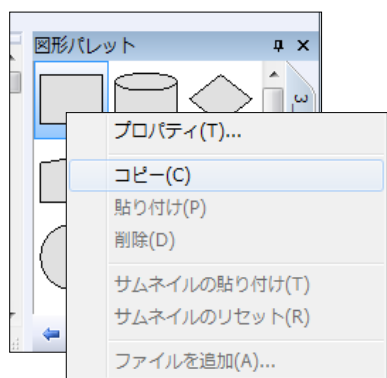 図形パレット
3_
プロパティ(T)...
コピー(C)
貼り付け(P)
削除(D)
サムネイルの貼り付け(T)
サムネイルのリセット(R)
ファイルを追加(A)...